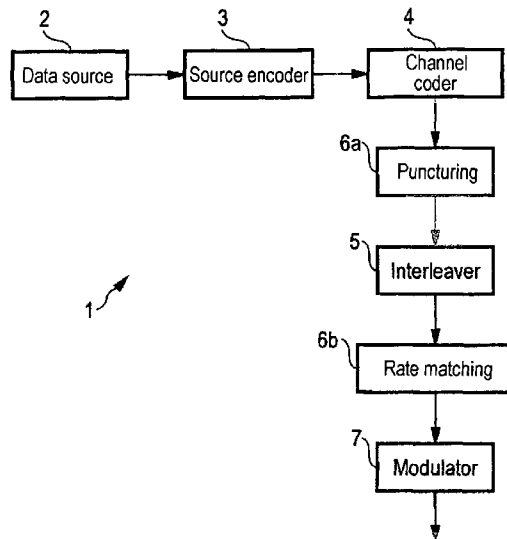 2
3
4
Data source
Source encoder
Channel
coder
6a
Puncturing
5
Interleaver
1
6b
Rate matching
7
Modulator